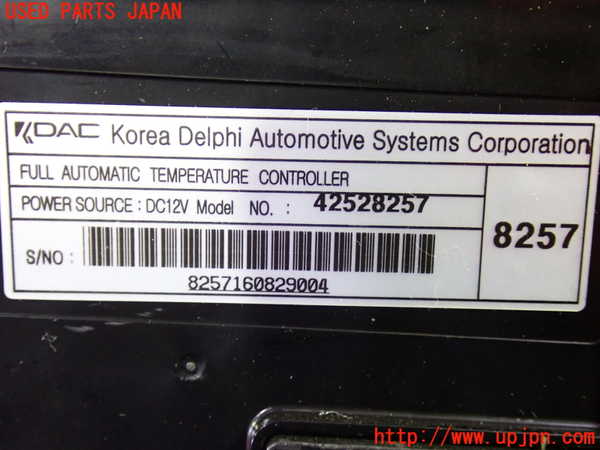 USED PARTS JAPAN
KDAC Korea Delphi Automotive Systems Corporation
FULL AUTOMATIC TEMPERATURE CONTROLLER
POWER SOURCE : DC12V Model NO. : 42528257
8257
S/NO :
8257160829004
http://www.upjpn.com/